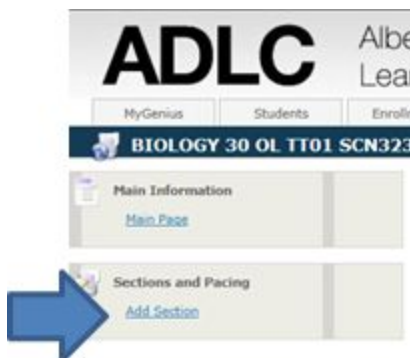 ADLC
Albe
Lea
MyGenius Students Enroll
BIOLOGY 30 OL TT01 SCN323
Main Information
Main Page
Sections and Pacing
Add Section